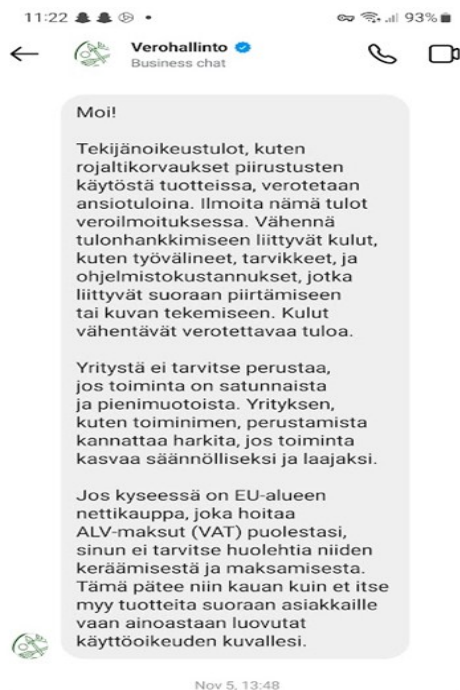 11:22
93%
Verohallinto
Business chat
Moi!
Tekijänoikeustulot, kuten
rojaltikorvaukset piirustusten
käytöstä tuotteissa, verotetaan
ansiotuloina. Ilmoita nämä tulot
veroilmoituksessa. Vähennä
tulonhankkimiseen liittyvät kulut,
kuten työvälineet, tarvikkeet, ja
ohjelmistokustannukset, jotka
liittyvät suoraan piirtämiseen
tai kuvan tekemiseen. Kulut
vähentävät verotettavaa tuloa.
Yritystä ei tarvitse perustaa,
jos toiminta on satunnaista
ja pienimuotoista. Yrityksen,
kuten toiminimen, perustamista
kannattaa harkita, jos toiminta
kasvaa säännölliseksi ja laajaksi.
Jos kyseessä on EU-alueen
nettikauppa, joka hoitaa
ALV-maksut (VAT) puolestasi,
sinun ei tarvitse huolehtia niiden
keräämisestä ja maksamisesta.
Tämä pätee niin kauan kuin et itse
myy tuotteita suoraan asiakkaille
vaan ainoastaan luovutat
käyttöoikeuden kuvallesi.
Nov 5, 13:48